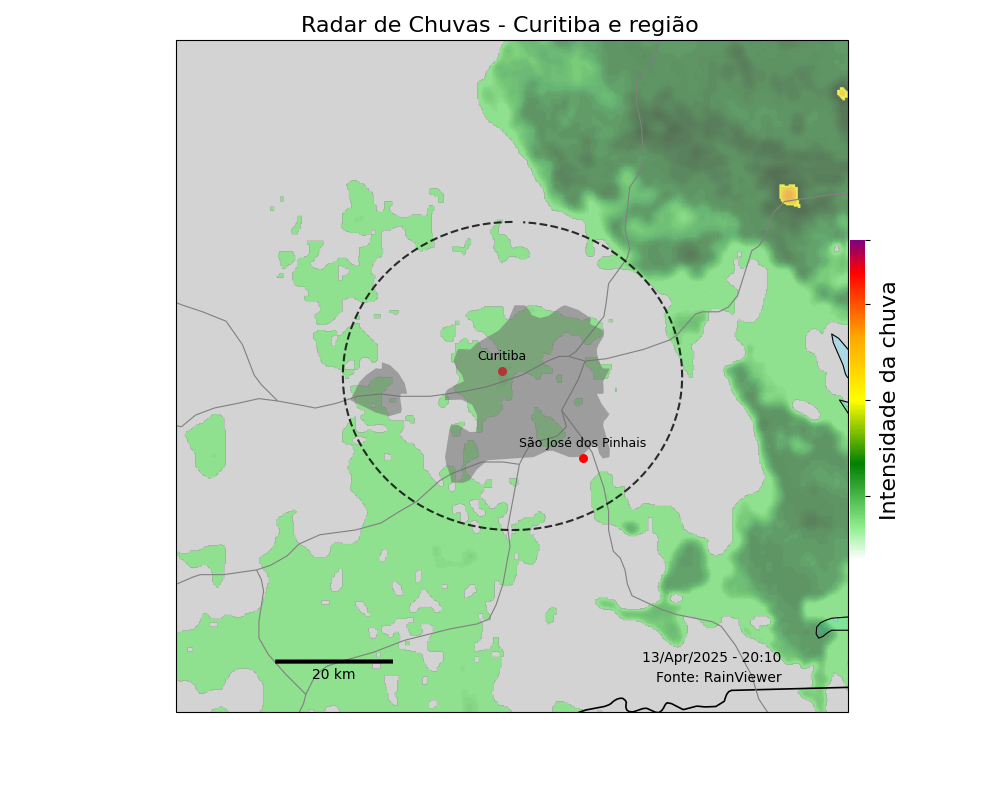 Radar de Chuvas - Curitiba e região
Curitiba
São José dos Pinhais
Intensidade da chuva
13/Apr/2025 - 20:10
Fonte: RainViewer
20 km